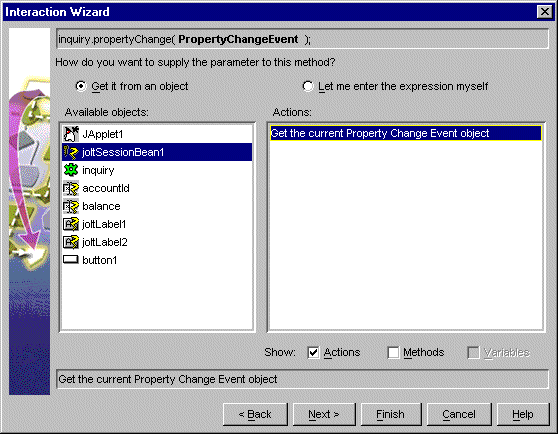 Interaction Wizard
inquiry.propertyChange( PropertyChangeEvent );
How do you want to supply the parameter to this method?
Get it from an object
Let me enter the expression myself
Available objects:
Actions:
JApplet1
joltSessionBean1
inquiry
accountId
balance
joltLabel1
joltLabel2
button1
Get the current Property Change Event object
Show:
Actions
Methods
Variables
Get the current Property Change Event object
< Back
Next >
Finish
Cancel
Help